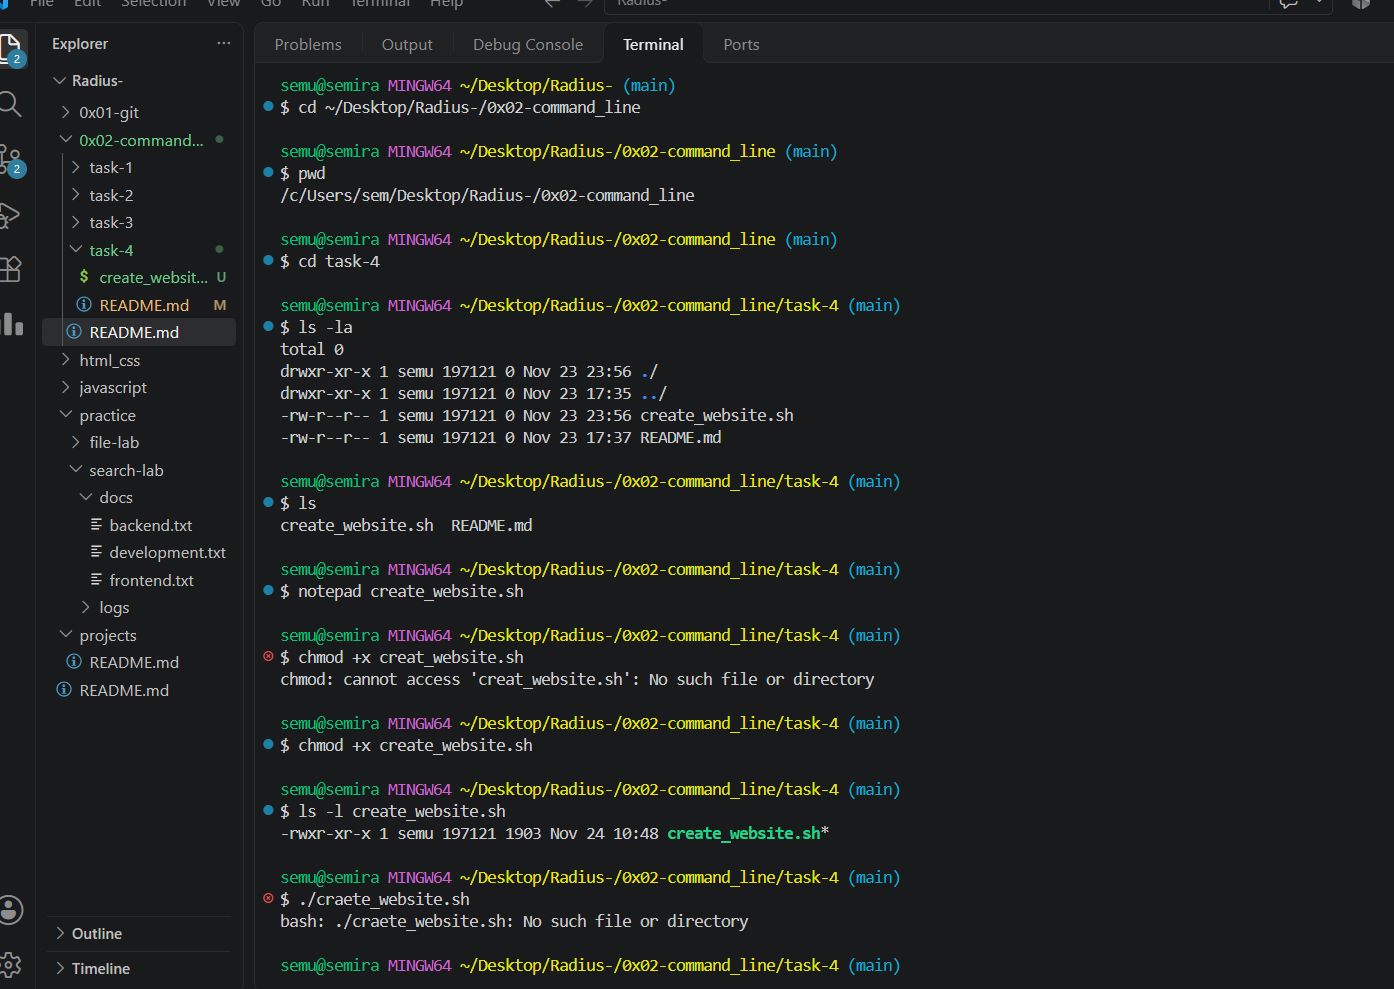 File Edit Selection View Go Run Terminal Help
Radius-
Explorer
Problems Output Debug Console Terminal Ports
Radius-
0x01-git
0x02-command...
task-1
task-2
task-3
task-4
create_websit... U
README.md M
README.md
html_css
javascript
practice
file-lab
search-lab
docs
backend.txt
development.txt
frontend.txt
logs
projects
README.md
README.md
Outline
Timeline
2
2
semu@semira MINGW64 ~/Desktop/Radius- (main)
$ cd ~/Desktop/Radius-/0x02-command_line
semu@semira MINGW64 ~/Desktop/Radius-/0x02-command_line (main)
$ pwd
/c/Users/sem/Desktop/Radius-/0x02-command_line
semu@semira MINGW64 ~/Desktop/Radius-/0x02-command_line (main)
$ cd task-4
semu@semira MINGW64 ~/Desktop/Radius-/0x02-command_line/task-4 (main)
$ ls -la
total 0
drwxr-xr-x 1 semu 197121 0 Nov 23 23:56 ./
drwxr-xr-x 1 semu 197121 0 Nov 23 17:35 ../
-rw-r--r-- 1 semu 197121 0 Nov 23 23:56 create_website.sh
-rw-r--r-- 1 semu 197121 0 Nov 23 17:37 README.md
semu@semira MINGW64 ~/Desktop/Radius-/0x02-command_line/task-4 (main)
$ ls
create_website.sh  README.md
semu@semira MINGW64 ~/Desktop/Radius-/0x02-command_line/task-4 (main)
$ notepad create_website.sh
semu@semira MINGW64 ~/Desktop/Radius-/0x02-command_line/task-4 (main)
$ chmod +x creat_website.sh
chmod: cannot access 'creat_website.sh': No such file or directory
semu@semira MINGW64 ~/Desktop/Radius-/0x02-command_line/task-4 (main)
$ chmod +x create_website.sh
semu@semira MINGW64 ~/Desktop/Radius-/0x02-command_line/task-4 (main)
$ ls -l create_website.sh
-rwxr-xr-x 1 semu 197121 1903 Nov 24 10:48 create_website.sh*
semu@semira MINGW64 ~/Desktop/Radius-/0x02-command_line/task-4 (main)
$ ./craete_website.sh
bash: ./craete_website.sh: No such file or directory
semu@semira MINGW64 ~/Desktop/Radius-/0x02-command_line/task-4 (main)